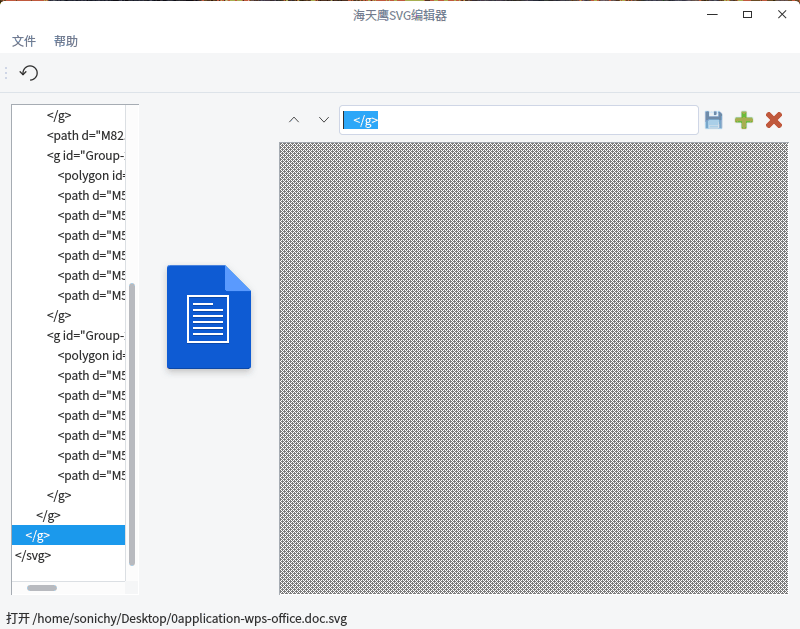 海天鹰SVG编辑器
文件 帮助
</g>
</g>
<path d="M82
<g id="Group-
<polygon id=
<path d="M5
<path d="M5
<path d="M5
<path d="M5
<path d="M5
<path d="M5
</g>
<g id="Group-
<polygon id=
<path d="M5
<path d="M5
<path d="M5
<path d="M5
<path d="M5
<path d="M5
</g>
</g>
</g>
</svg>
打开 /home/sonichy/Desktop/0application-wps-office.doc.svg